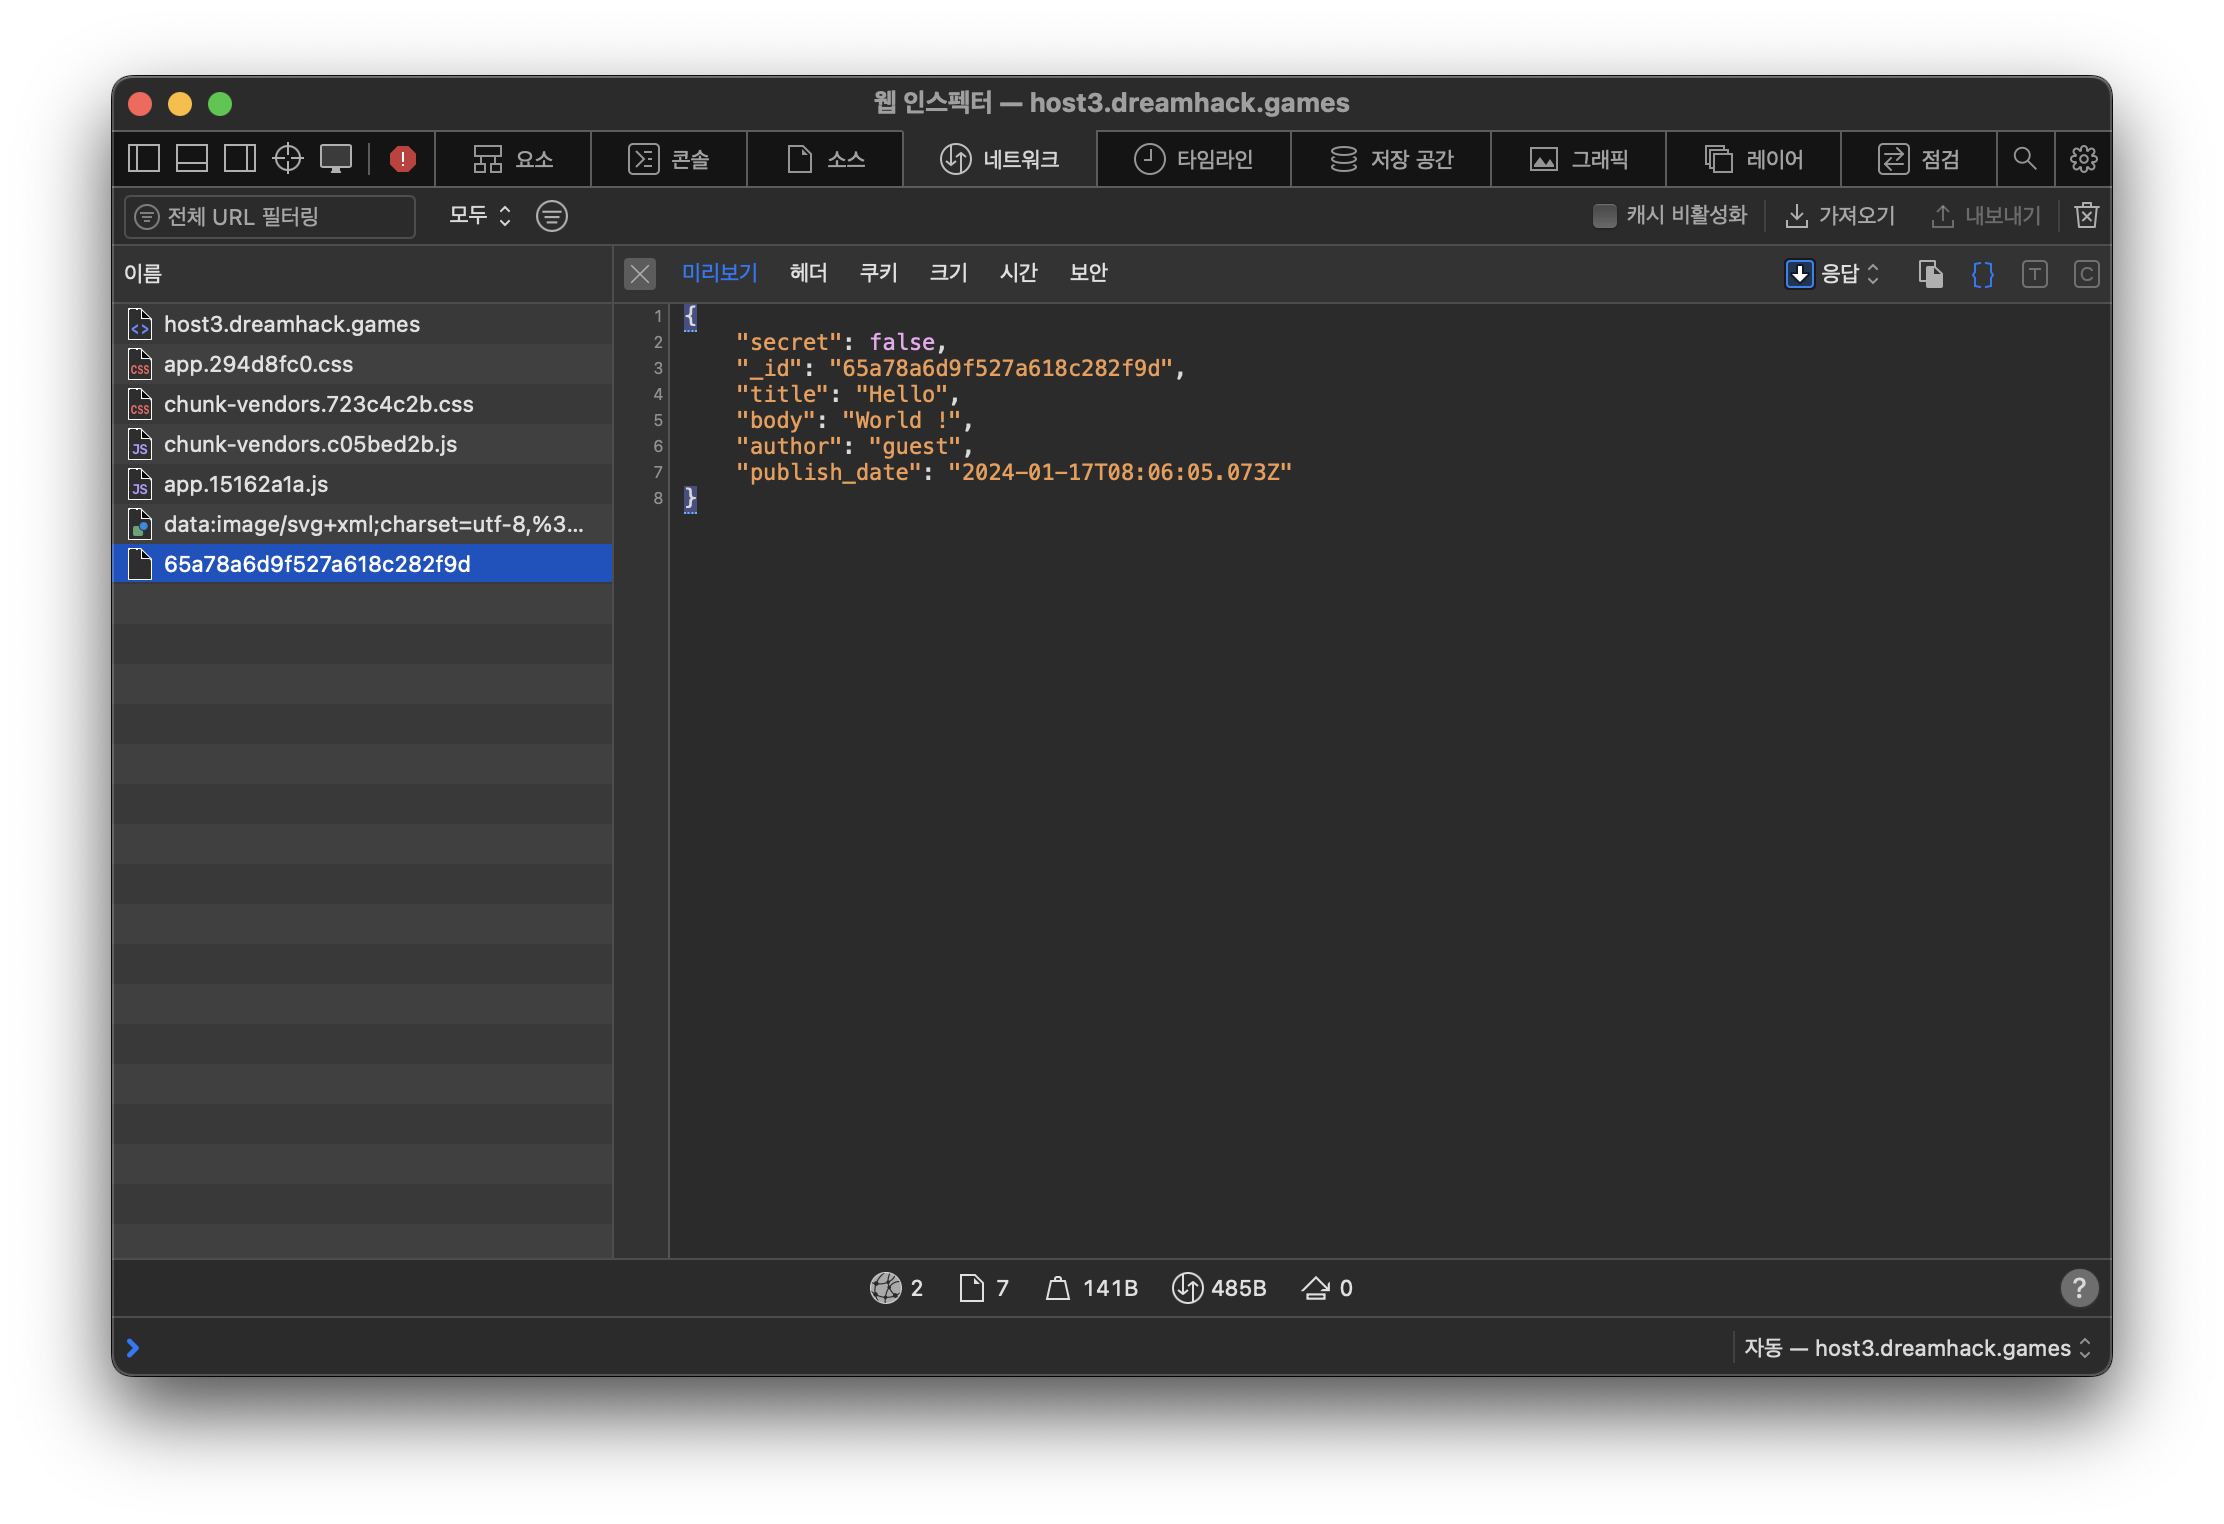 웹 인스펙터 — host3.dreamhack.games
요소 콘솔 소스 네트워크 타임라인 저장 공간 그래픽 레이어 점검
전체 URL 필터링 모두 캐시 비활성화 가져오기 내보내기
이름
미리보기 헤더 쿠키 크기 시간 보안 응답 {} T C
host3.dreamhack.games
app.294d8fc0.css
chunk-vendors.723c4c2b.css
chunk-vendors.c05bed2b.js
app.15162a1a.js
data:image/svg+xml;charset=utf-8,%3...
65a78a6d9f527a618c282f9d
1 {
2 "secret": false,
3 "_id": "65a78a6d9f527a618c282f9d",
4 "title": "Hello",
5 "body": "World !",
6 "author": "guest",
7 "publish_date": "2024-01-17T08:06:05.073Z"
8 }
2 7 141B 485B 0 ?
자동 — host3.dreamhack.games